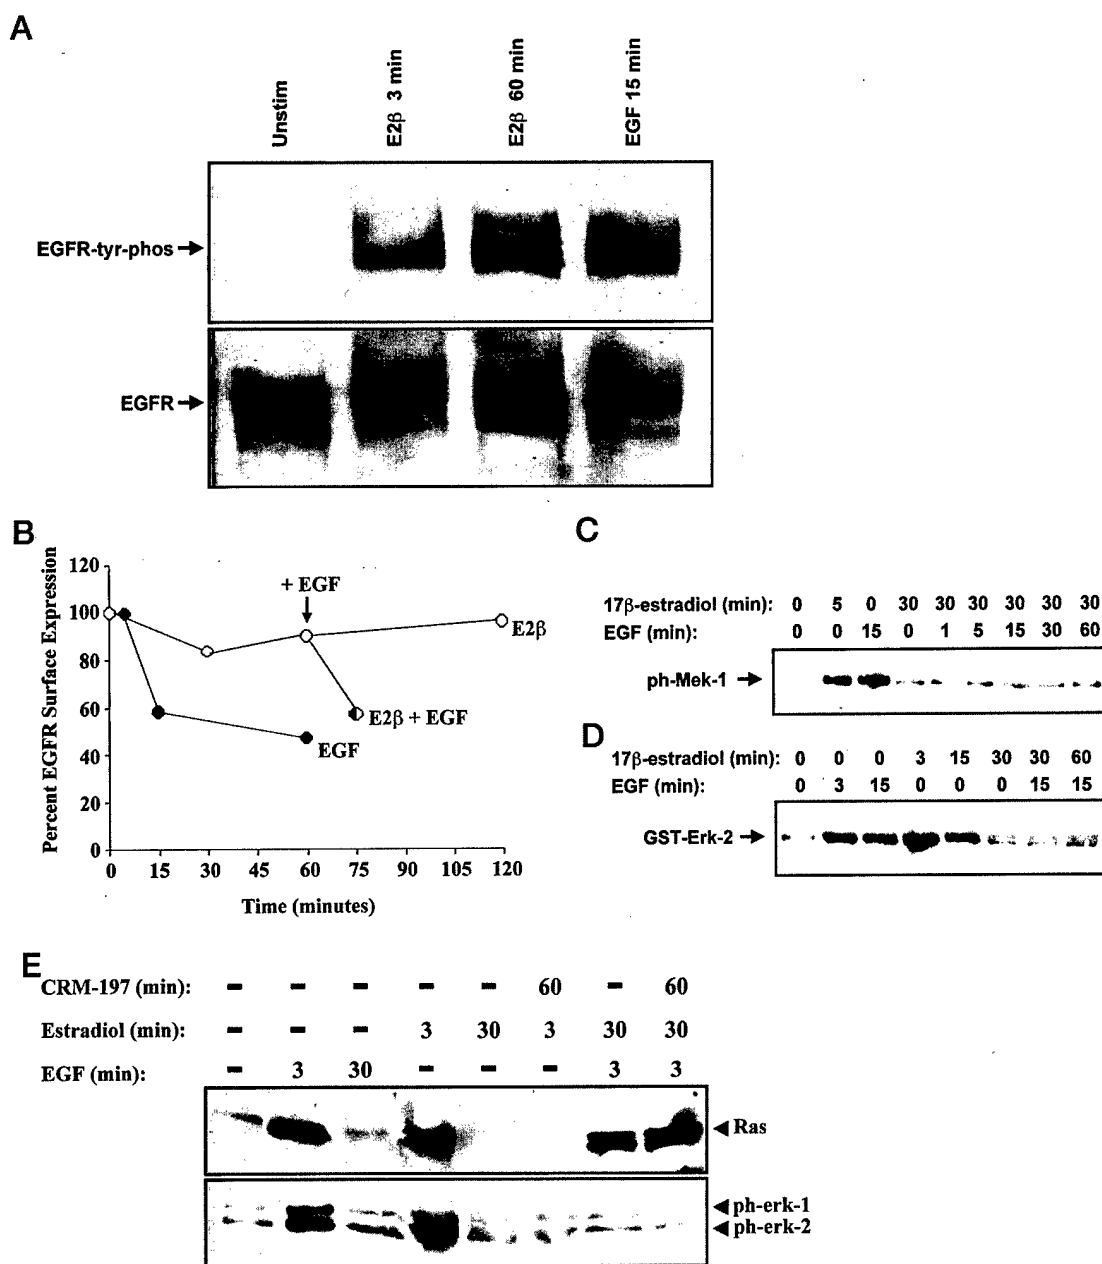 A
Unstim
E2β 3 min
E2β 60 min
EGF 15 min
EGFR-tyr-phos
EGFR
B
Percent EGFR Surface Expression
120
100
80
60
40
20
0
+ EGF
E2β
E2β + EGF
EGF
0 15 30 45 60 75 90 105 120
Time (minutes)
C
17β-estradiol (min): 0 5 0 30 30 30 30 30 30
EGF (min): 0 0 15 0 1 5 15 30 60
ph-Mek-1
D
17β-estradiol (min): 0 0 0 3 15 30 30 60
EGF (min): 0 3 15 0 0 0 15 15
GST-Erk-2
E
CRM-197 (min): - - - - - 60 - 60
Estradiol (min): - - - 3 30 3 30 30
EGF (min): - 3 30 - - - 3 3
Ras
ph-erk-1
ph-erk-2